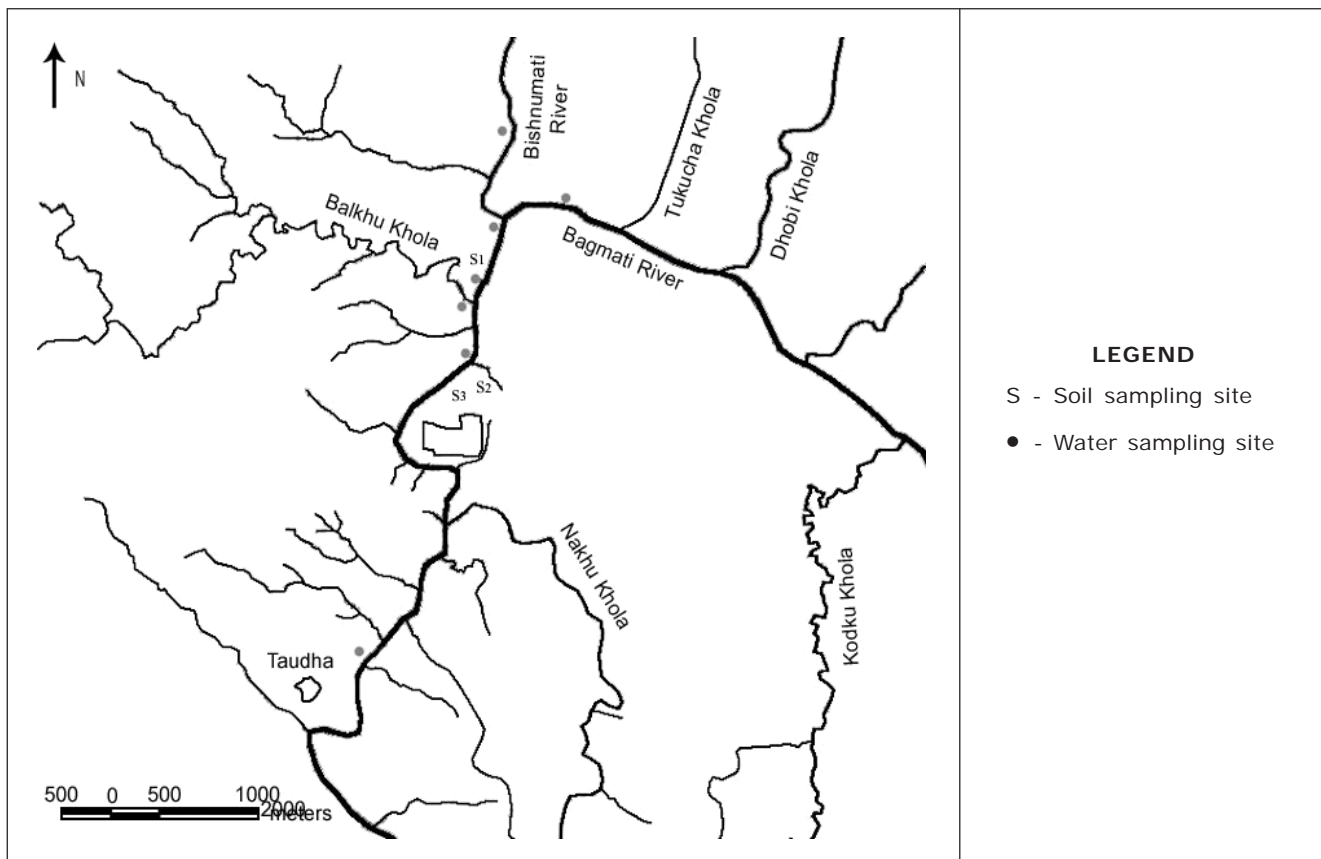 N
Bishnumati
River
Tukucha Khola
Dhobi Khola
Balkhu Khola
Bagmati River
S1
S3
S2
Nakhu Khola
Kodku Khola
Taudha
500 0 500 1000
2000
meters
LEGEND
S - Soil sampling site
● - Water sampling site